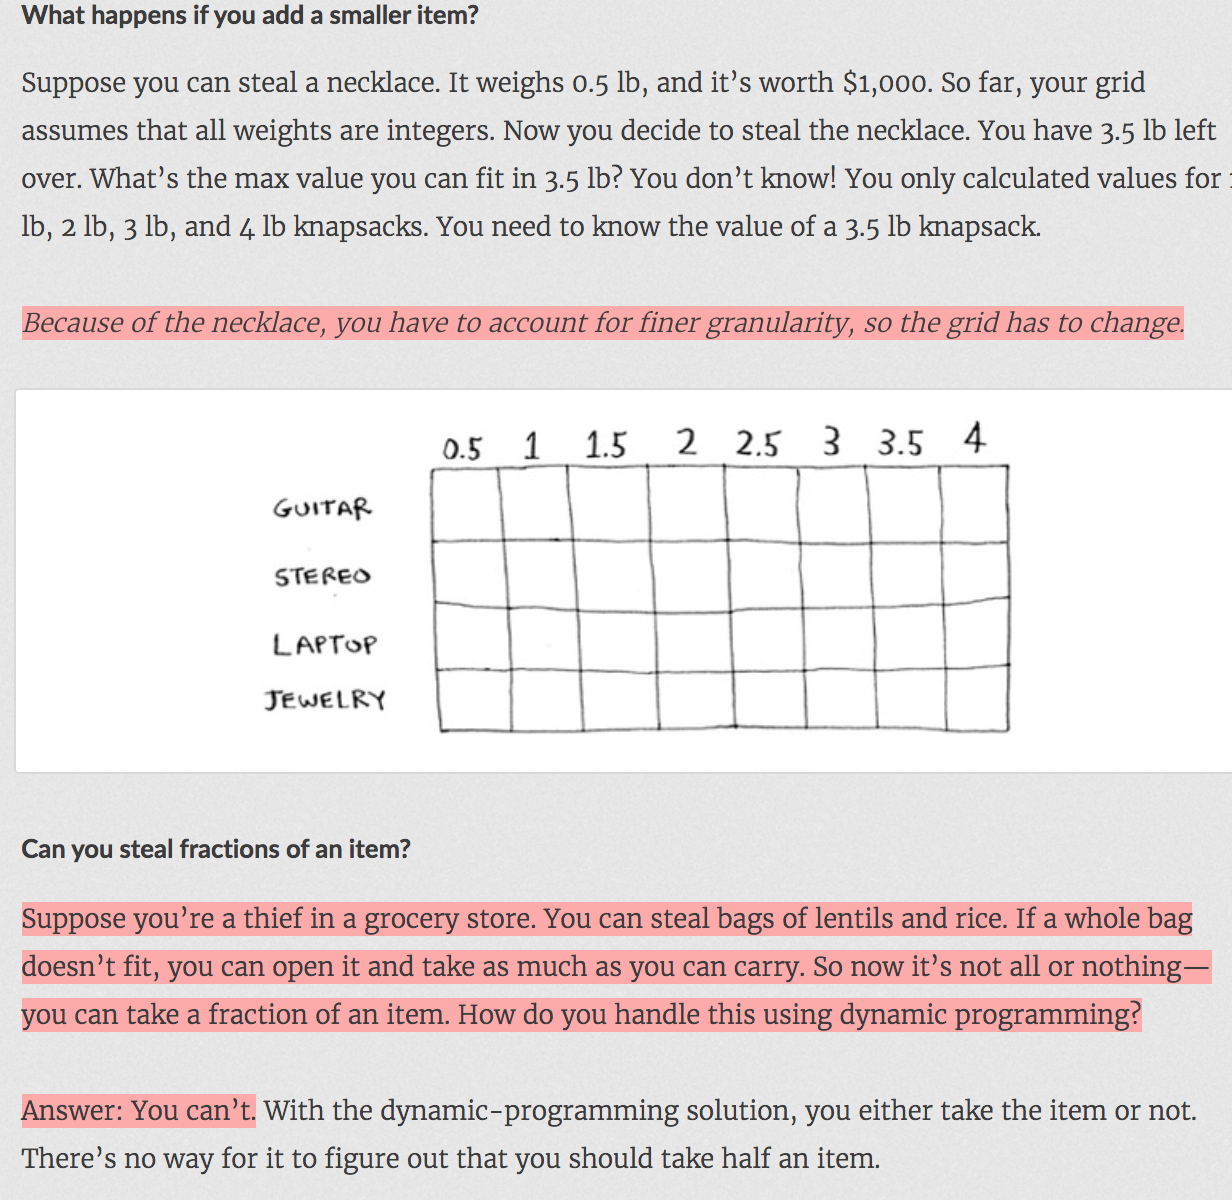 What happens if you add a smaller item?
Suppose you can steal a necklace. It weighs 0.5 lb, and it’s worth $1,000. So far, your grid
assumes that all weights are integers. Now you decide to steal the necklace. You have 3.5 lb left
over. What’s the max value you can fit in 3.5 lb? You don’t know! You only calculated values for
lb, 2 lb, 3 lb, and 4 lb knapsacks. You need to know the value of a 3.5 lb knapsack.
Because of the necklace, you have to account for finer granularity, so the grid has to change.
0.5 1 1.5 2 2.5 3 3.5 4
GUITAR
STEREO
LAPTOP
JEWELRY
Can you steal fractions of an item?
Suppose you’re a thief in a grocery store. You can steal bags of lentils and rice. If a whole bag
doesn’t fit, you can open it and take as much as you can carry. So now it’s not all or nothing—
you can take a fraction of an item. How do you handle this using dynamic programming?
Answer: You can’t. With the dynamic-programming solution, you either take the item or not.
There’s no way for it to figure out that you should take half an item.